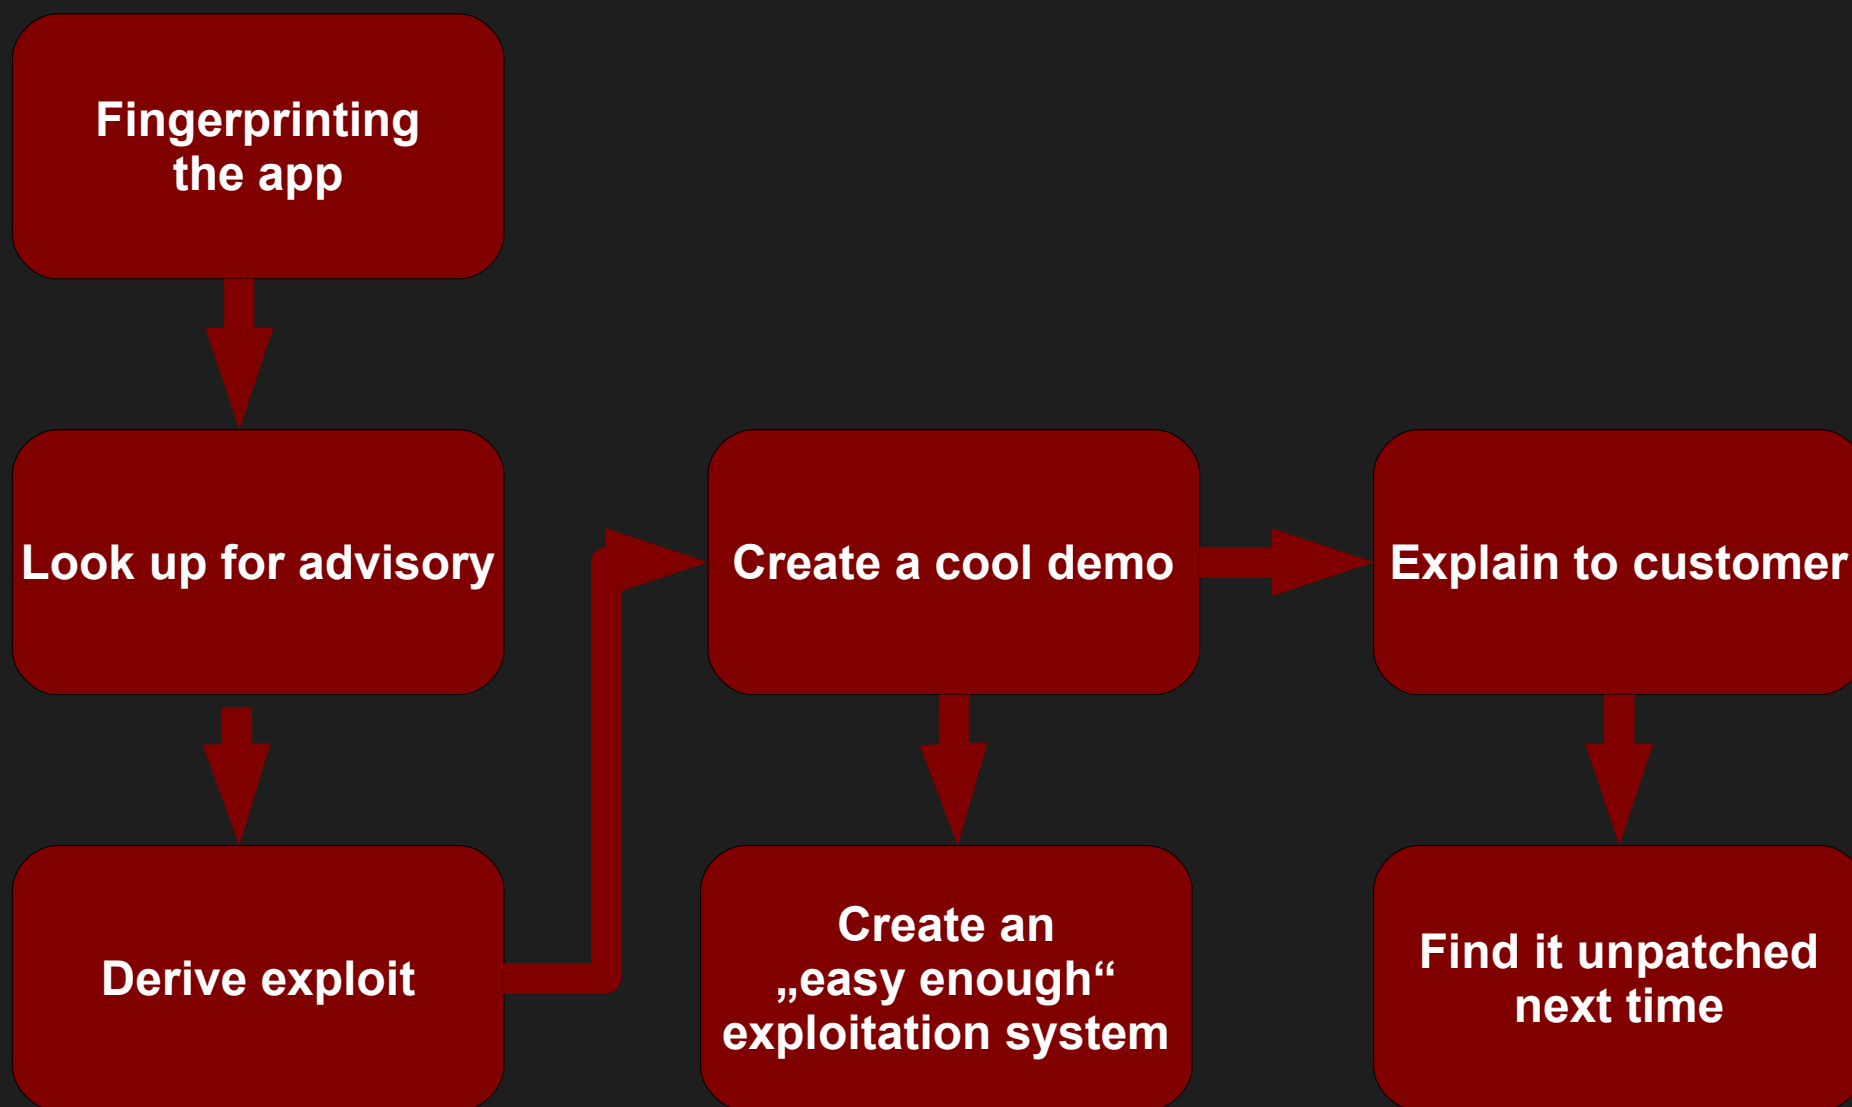 Fingerprinting
the app
Look up for advisory
Derive exploit
Create a cool demo
Create an
„easy enough“
exploitation system
Explain to customer
Find it unpatched
next time